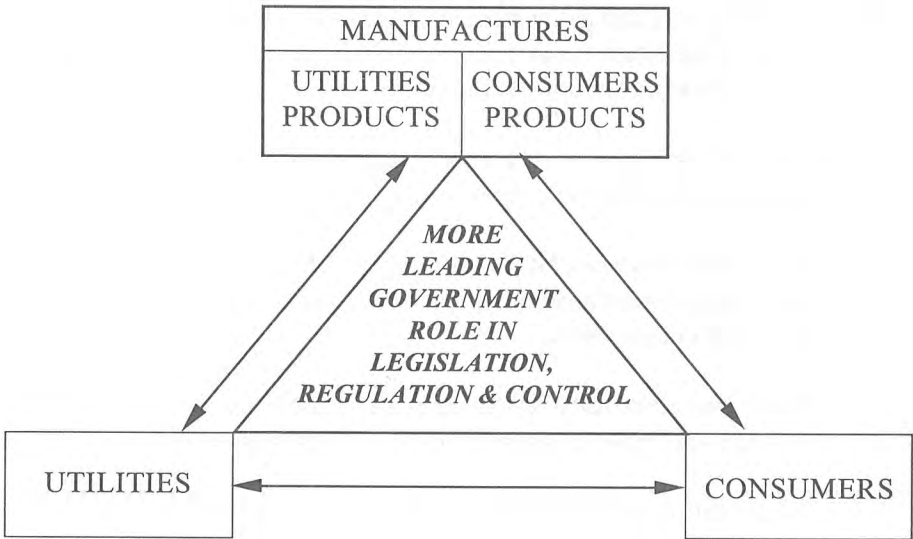 MANUFACTURES
UTILITIES
PRODUCTS
CONSUMERS
PRODUCTS
MORE
LEADING
GOVERNMENT
ROLE IN
LEGISLATION,
REGULATION & CONTROL
UTILITIES
CONSUMERS